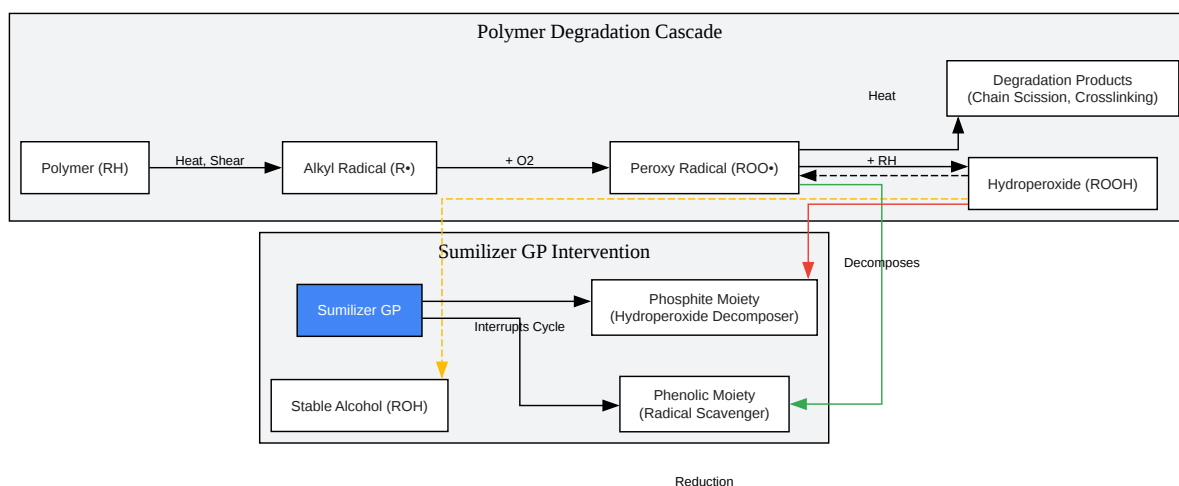 Polymer Degradation Cascade
Degradation Products
(Chain Scission, Crosslinking)
Heat
Polymer (RH)
Heat, Shear
Alkyl Radical (R•)
+ O2
Peroxy Radical (ROO•)
+ RH
Hydroperoxide (ROOH)
Sumilizer GP Intervention
Decomposes
Sumilizer GP
Phosphite Moiety
(Hydroperoxide Decomposer)
Interrupts Cycle
Stable Alcohol (ROH)
Phenolic Moiety
(Radical Scavenger)
Reduction